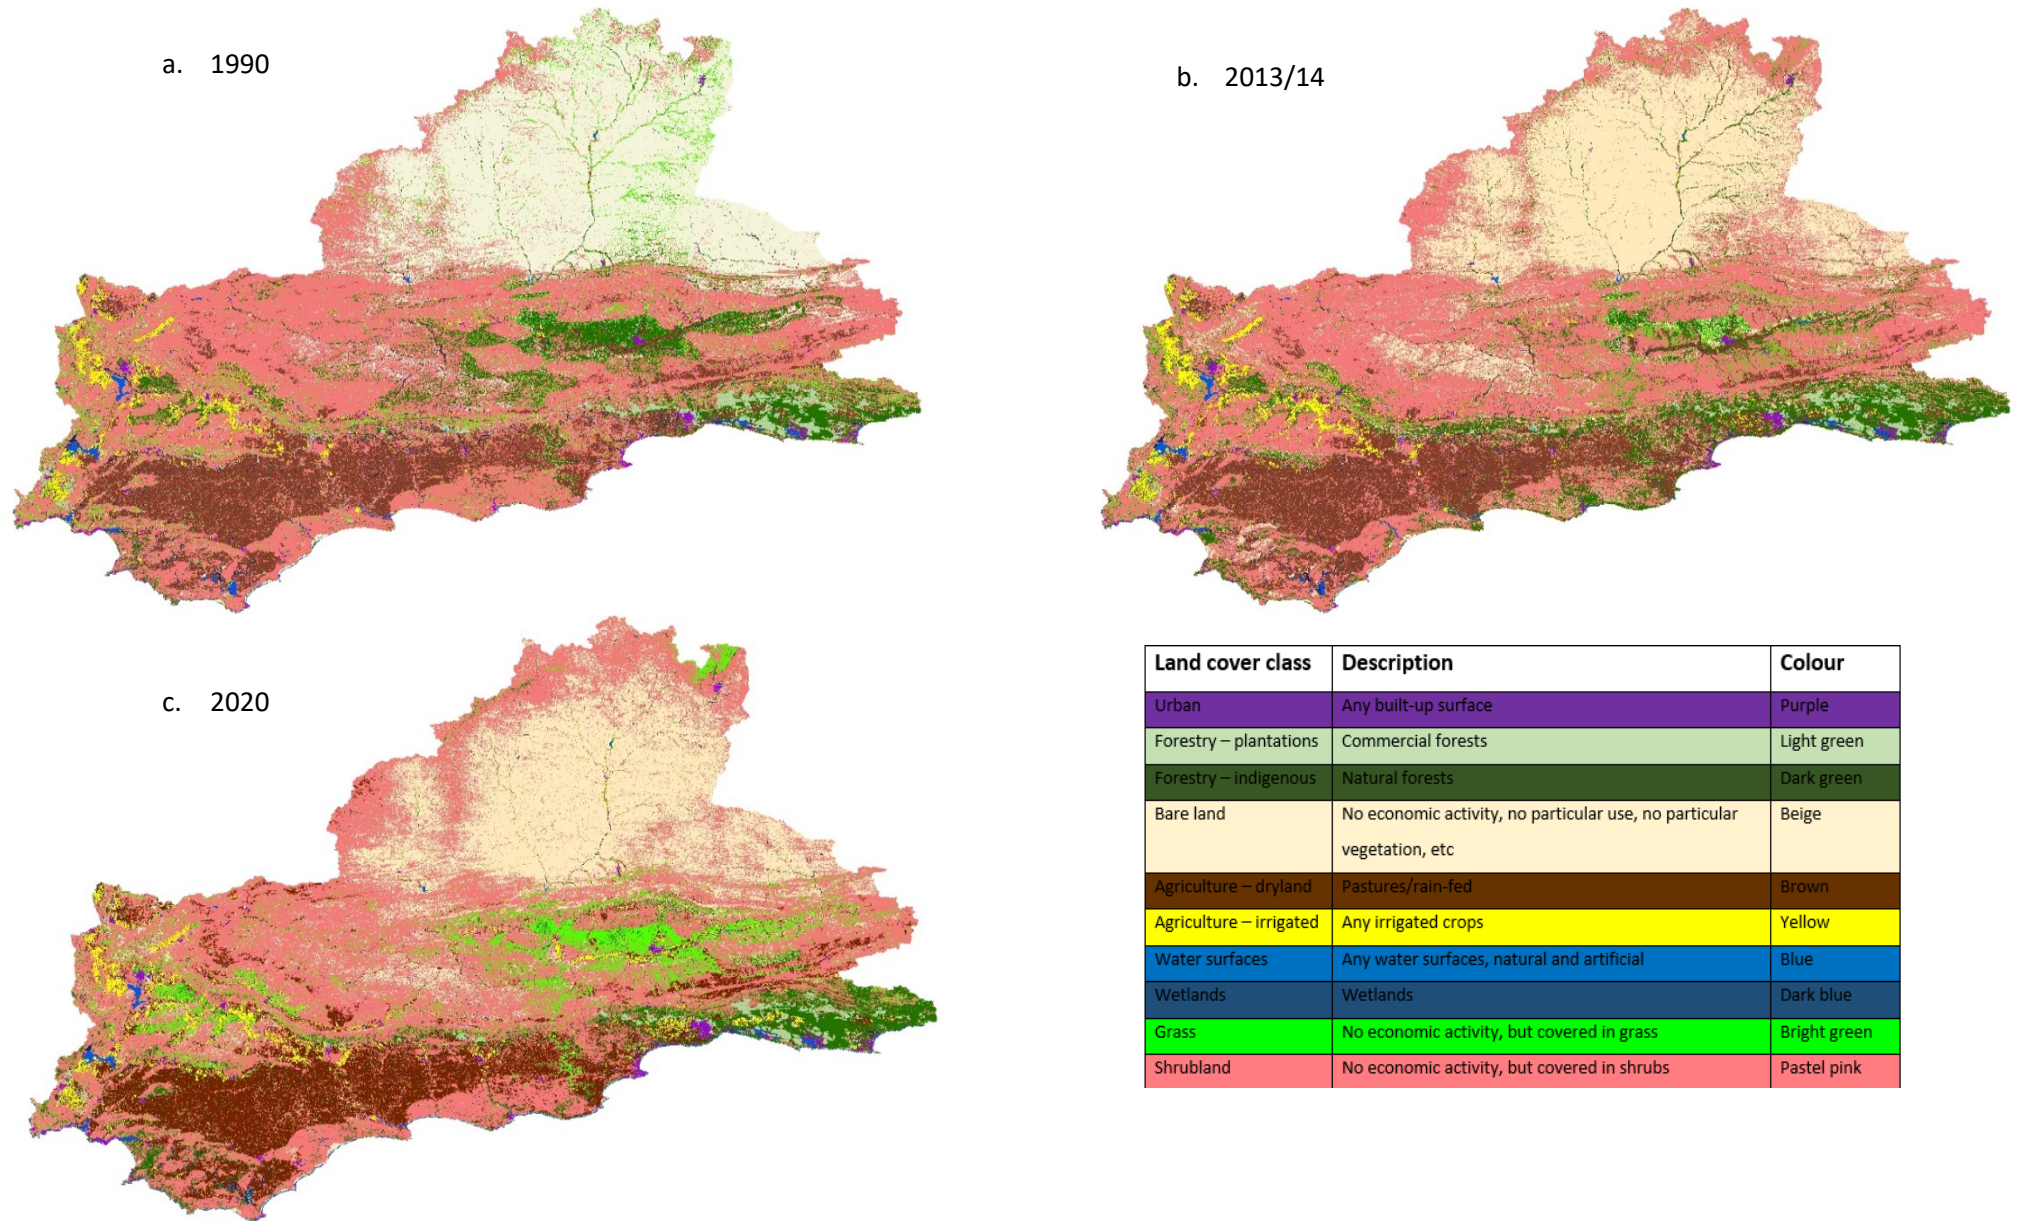 a. 1990
b. 2013/14
c. 2020
Land cover class Description Colour
Urban Any built-up surface Purple
Forestry – plantations Commercial forests Light green
Forestry – indigenous Natural forests Dark green
Bare land No economic activity, no particular use, no particular Beige
vegetation, etc
Agriculture – dryland Pastures/rain-fed Brown
Agriculture – irrigated Any irrigated crops Yellow
Water surfaces Any water surfaces, natural and artificial Blue
Wetlands Wetlands Dark blue
Grass No economic activity, but covered in grass Bright green
Shrubland No economic activity, but covered in shrubs Pastel pink